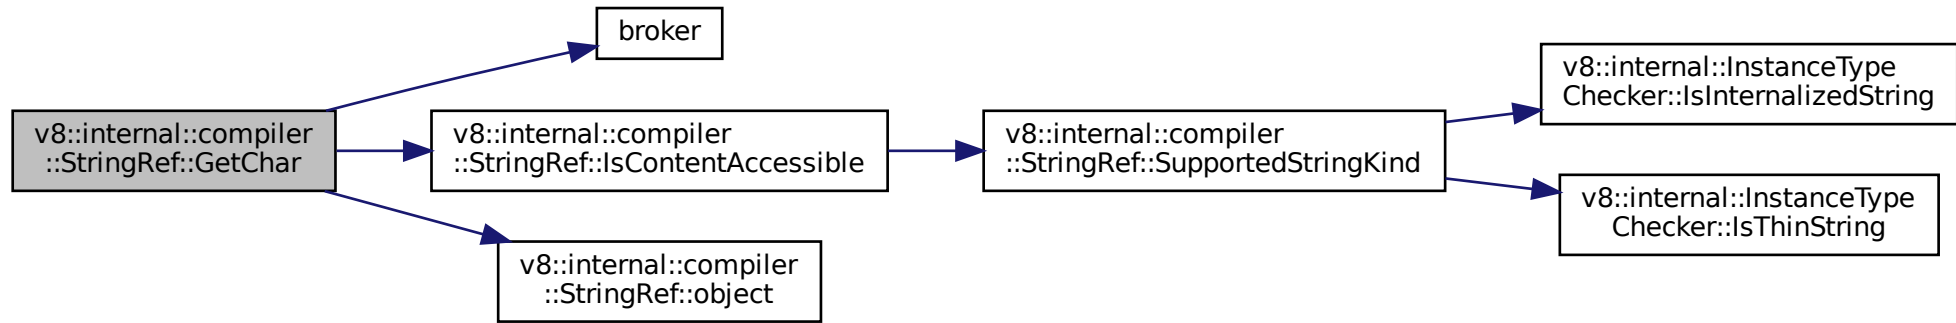 broker
v8::internal::compiler
::StringRef::GetChar
v8::internal::compiler
::StringRef::IsContentAccessible
v8::internal::compiler
::StringRef::object
v8::internal::compiler
::StringRef::SupportedStringKind
v8::internal::InstanceType
Checker::IsInternalizedString
v8::internal::InstanceType
Checker::IsThinString